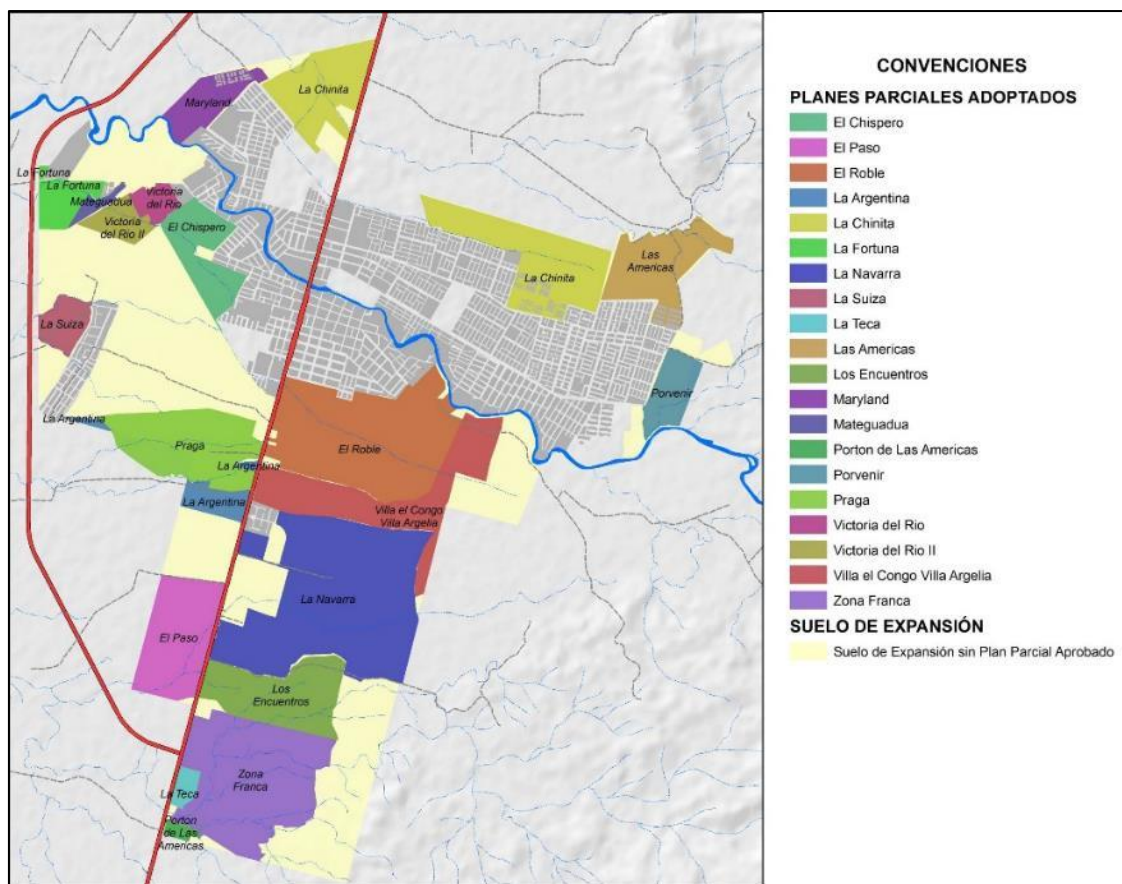 La Chinita
Maryland
La Fortuna
La Fortuna
Mateguadua
Victoria
del Rio
Victoria
del Rio II
El Chispero
La Chinita
Las
Americas
La Suiza
Porvenir
La Argentina
Praga
El Roble
La Argentina
La Argentina
Villa el Congo
Villa Argelia
La Navarra
El Paso
Los
Encuentros
Zona
Franca
La Teca
Porton
de Las
Americas
CONVENCIONES
PLANES PARCIALES ADOPTADOS
El Chispero
El Paso
El Roble
La Argentina
La Chinita
La Fortuna
La Navarra
La Suiza
La Teca
Las Americas
Los Encuentros
Maryland
Mateguadua
Porton de Las Americas
Porvenir
Praga
Victoria del Rio
Victoria del Rio II
Villa el Congo Villa Argelia
Zona Franca
SUELO DE EXPANSIÓN
Suelo de Expansión sin Plan Parcial Aprobado